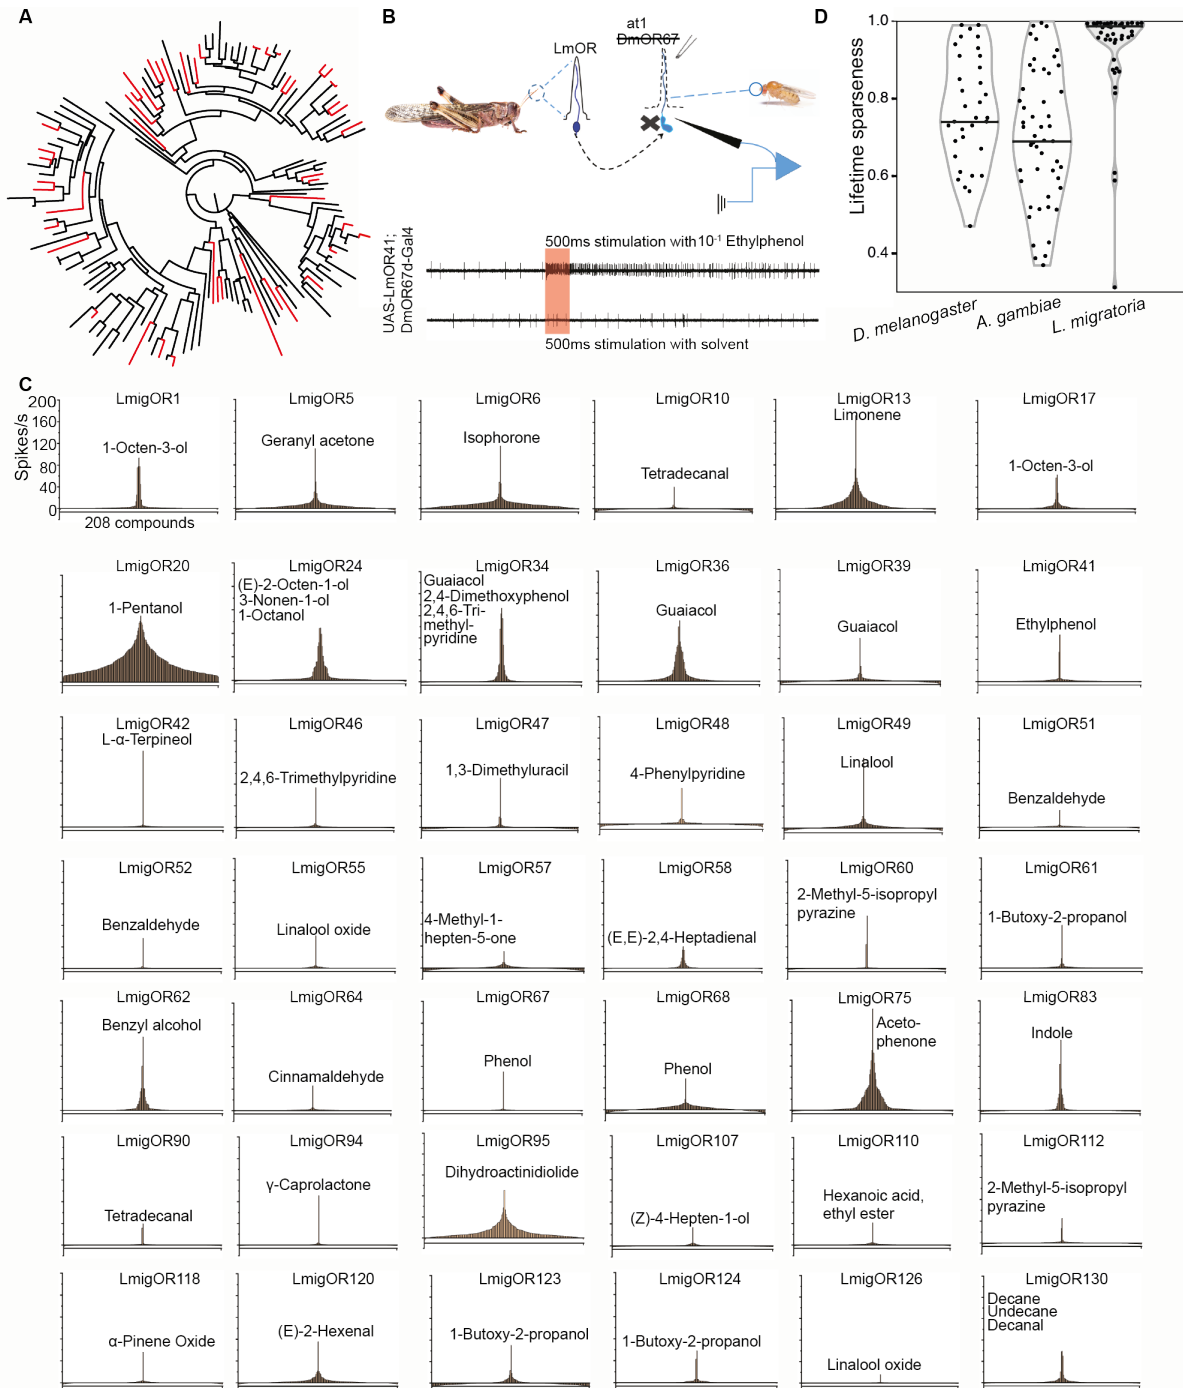 A
B
LmOR
at1
DmOR67
UAS-LmOR41;
DmOR67d-Gal4
500ms stimulation with 10⁻¹ Ethylphenol
500ms stimulation with solvent
D
Lifetime sparseness
1.0
0.8
0.6
0.4
D. melanogaster
A. gambiae
L. migratoria
C
Spikes/s
200
160
120
80
40
0
208 compounds
LmigOR1
1-Octen-3-ol
LmigOR5
Geranyl acetone
LmigOR6
Isophorone
LmigOR10
Tetradecanal
LmigOR13
Limonene
LmigOR17
1-Octen-3-ol
LmigOR20
1-Pentanol
LmigOR24
(E)-2-Octen-1-ol
3-Nonen-1-ol
1-Octanol
LmigOR34
Guaiacol
2,4-Dimethoxyphenol
2,4,6-Tri-
methyl-
pyridine
LmigOR36
Guaiacol
LmigOR39
Guaiacol
LmigOR41
Ethylphenol
LmigOR42
L-α-Terpineol
LmigOR46
2,4,6-Trimethylpyridine
LmigOR47
1,3-Dimethyluracil
LmigOR48
4-Phenylpyridine
LmigOR49
Linalool
LmigOR51
Benzaldehyde
LmigOR52
Benzaldehyde
LmigOR55
Linalool oxide
LmigOR57
4-Methyl-1-
hepten-5-one
LmigOR58
(E,E)-2,4-Heptadienal
LmigOR60
2-Methyl-5-isopropyl
pyrazine
LmigOR61
1-Butoxy-2-propanol
LmigOR62
Benzyl alcohol
LmigOR64
Cinnamaldehyde
LmigOR67
Phenol
LmigOR68
Phenol
LmigOR75
Aceto-
phenone
LmigOR83
Indole
LmigOR90
Tetradecanal
LmigOR94
γ-Caprolactone
LmigOR95
Dihydroactinidiolide
LmigOR107
(Z)-4-Hepten-1-ol
LmigOR110
Hexanoic acid,
ethyl ester
LmigOR112
2-Methyl-5-isopropyl
pyrazine
LmigOR118
α-Pinene Oxide
LmigOR120
(E)-2-Hexenal
LmigOR123
1-Butoxy-2-propanol
LmigOR124
1-Butoxy-2-propanol
LmigOR126
Linalool oxide
LmigOR130
Decane
Undecane
Decanal